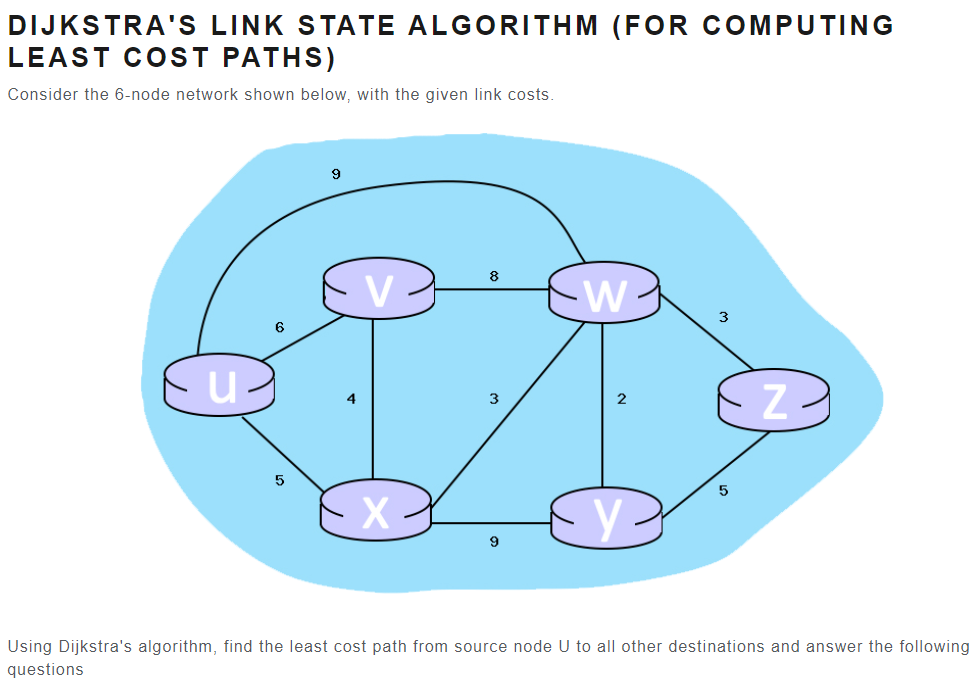 DIJKSTRA'S LINK STATE ALGORITHM (FOR COMPUTING
LEAST COST PATHS)
Consider the 6-node network shown below, with the given link costs.
9
V
8
W
6
3
u
4
3
2
Z
5
X
9
y
5
Using Dijkstra's algorithm, find the least cost path from source node U to all other destinations and answer the following
questions